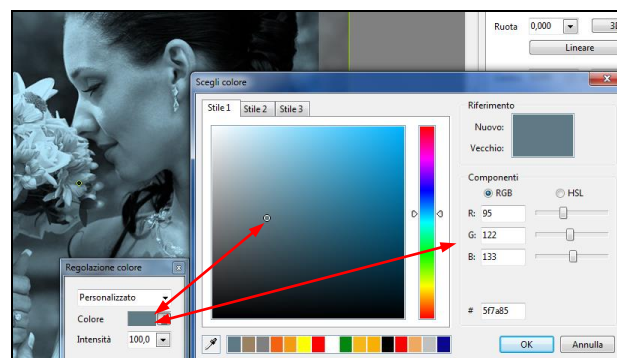 Ruota 0,000 3D
Lineare
Scegli colore
Stile 1 Stile 2 Stile 3
Riferimento
Nuovo:
Vecchio:
Componenti
RGB HSL
R: 95
G: 122
B: 133
# 5f7a85
OK Annulla
Regolazione colore
Personalizzato
Colore
Intensità 100,0